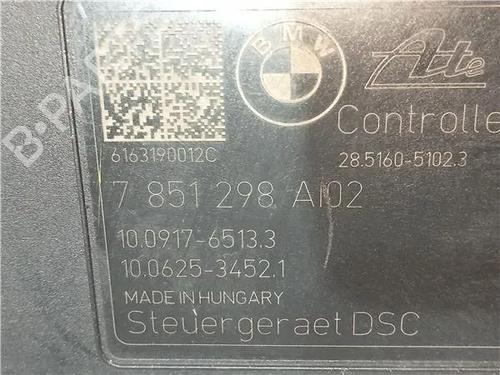 BMW
Ate
Controlle
6163190012C
28.5160-5102.3
7 851 298 AI02
10.0917-6513.3
10.0625-3452.1
MADE IN HUNGARY
Steuergeraet DSC